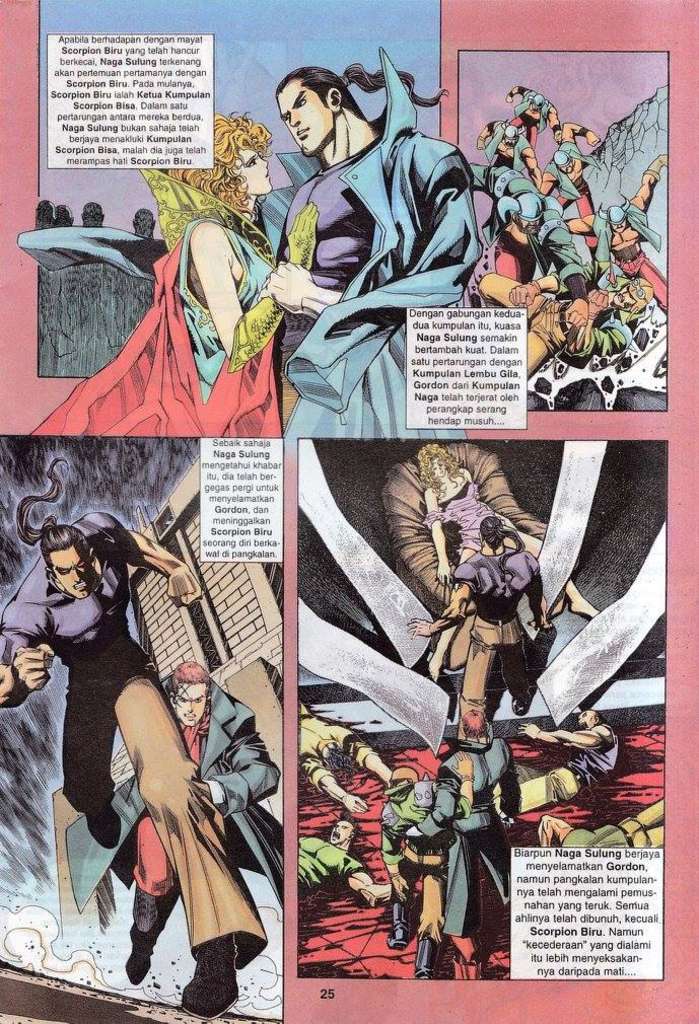 Apabila berhadapan dengan mayat
Scorpion Biru yang telah hancur
berkecai, Naga Sulung terkenang
akan pertemuan pertamanya dengan
Scorpion Biru. Pada mulanya,
Scorpion Biru ialah Ketua Kumpulan
Scorpion Bisa. Dalam satu
pertarungan antara mereka berdua,
Naga Sulung bukan sahaja telah
berjaya menakluki Kumpulan
Scorpion Bisa, malah dia juga telah
merampas hati Scorpion Biru.
Dengan gabungan kedua-
dua kumpulan itu, kuasa
Naga Sulung semakin
bertambah kuat. Dalam
satu pertarungan dengan
Kumpulan Lembu Gila,
Gordon dari Kumpulan
Naga telah terjerat oleh
perangkap serang
hendap musuh....
Sebaik sahaja
Naga Sulung
mengetahui khabar
itu, dia telah ber-
gegas pergi untuk
menyelamatkan
Gordon, dan
meninggalkan
Scorpion Biru
seorang diri berka-
wal di pangkalan.
Biarpun Naga Sulung berjaya
menyelamatkan Gordon,
namun pangkalan kumpulan-
nya telah mengalami pemus-
nahan yang teruk. Semua
ahlinya telah dibunuh, kecuali
Scorpion Biru. Namun
"kecederaan" yang dialami
itu lebih menyeksakan-
nya daripada mati....
25